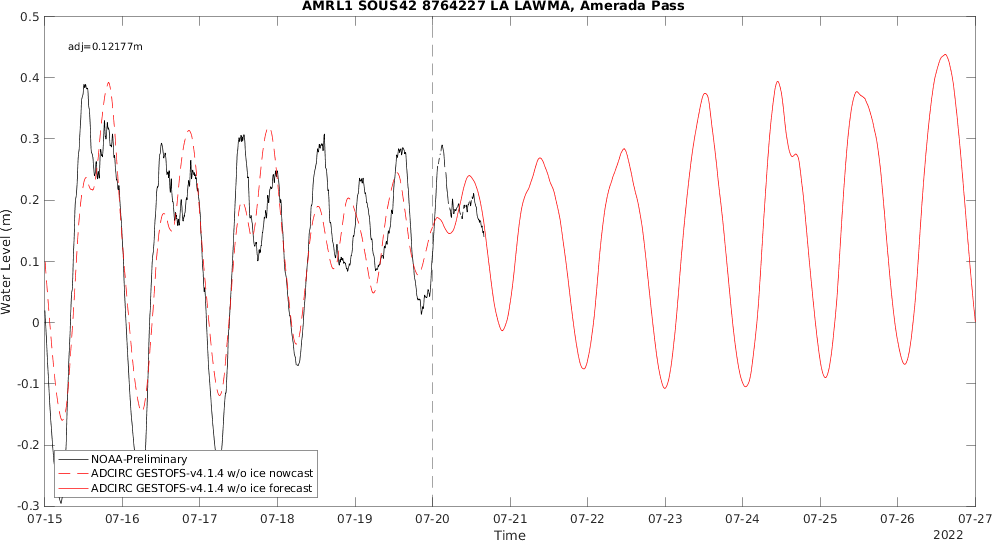 AMRL1 SOUS42 8764227 LA LAWMA, Amerada Pass
adj=0.12177m
Water Level (m)
0.5
0.4
0.3
0.2
0.1
0
-0.1
-0.2
-0.3
NOAA-Preliminary
ADCIRC GESTOFS-v4.1.4 w/o ice nowcast
ADCIRC GESTOFS-v4.1.4 w/o ice forecast
07-15 07-16 07-17 07-18 07-19 07-20 07-21 07-22 07-23 07-24 07-25 07-26 07-27
Time
2022